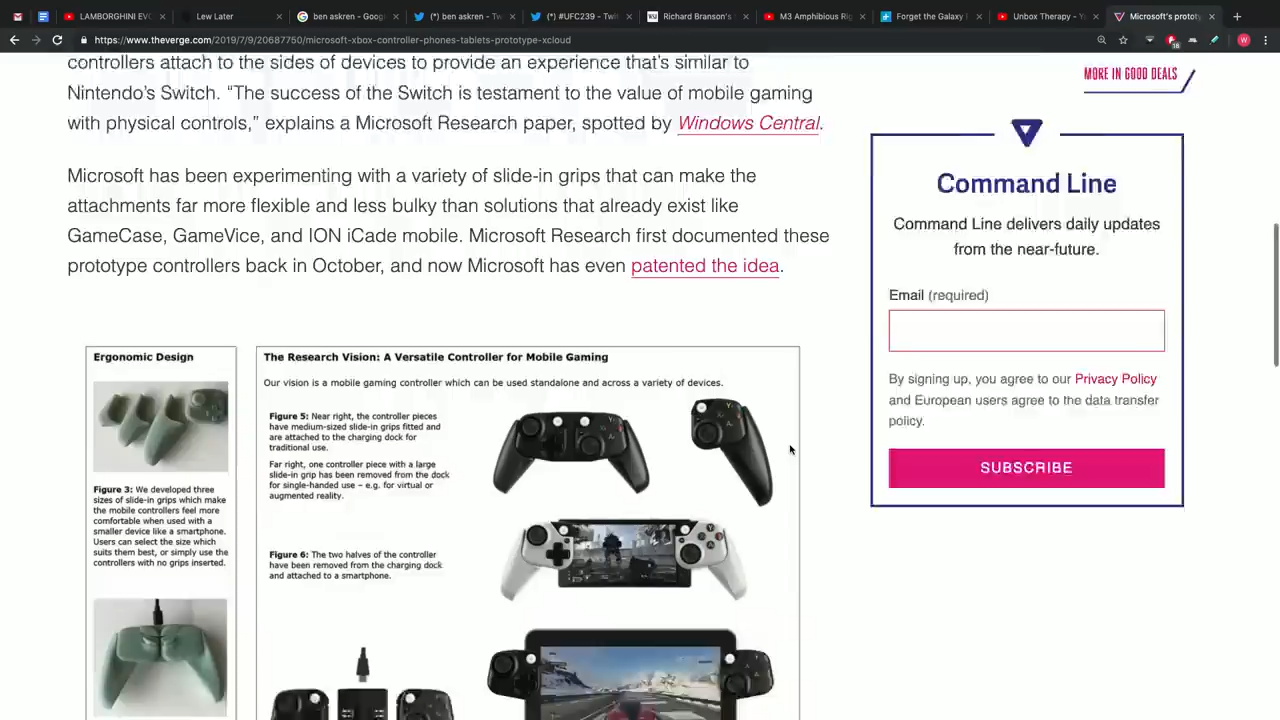 LAMBORGHINI EV
Lew Later
ben askren - Goog
(*) ben askren - Tw
(*) #UFC239 - Twi
Richard Branson's
M3 Amphibious Ri
Forget the Galaxy
Unbox Therapy - Y
Microsoft's protot
https://www.theverge.com/2019/7/9/20687750/microsoft-xbox-controller-phones-tablets-prototype-xcloud
controllers attach to the sides of devices to provide an experience that's similar to
Nintendo's Switch. “The success of the Switch is testament to the value of mobile gaming
with physical controls,” explains a Microsoft Research paper, spotted by Windows Central.
Microsoft has been experimenting with a variety of slide-in grips that can make the
attachments far more flexible and less bulky than solutions that already exist like
GameCase, GameVice, and ION iCade mobile. Microsoft Research first documented these
prototype controllers back in October, and now Microsoft has even patented the idea.
Ergonomic Design
Figure 3: We developed three
sizes of slide-in grips which make
the mobile controllers feel more
comfortable when used with a
smaller device like a smartphone.
Users can select the size which
suits them best, or simply use the
controllers with no grips inserted.
The Research Vision: A Versatile Controller for Mobile Gaming
Our vision is a mobile gaming controller which can be used standalone and across a variety of devices.
Figure 5: Near right, the controller pieces
have medium-sized slide-in grips fitted and
are attached to the charging dock for
traditional use.
Far right, one controller piece with a large
slide-in grip has been removed from the dock
for single-handed use – e.g. for virtual or
augmented reality.
Figure 6: The two halves of the controller
have been removed from the charging dock
and attached to a smartphone.
MORE IN GOOD DEALS
Command Line
Command Line delivers daily updates
from the near-future.
Email (required)
By signing up, you agree to our Privacy Policy
and European users agree to the data transfer
policy.
SUBSCRIBE